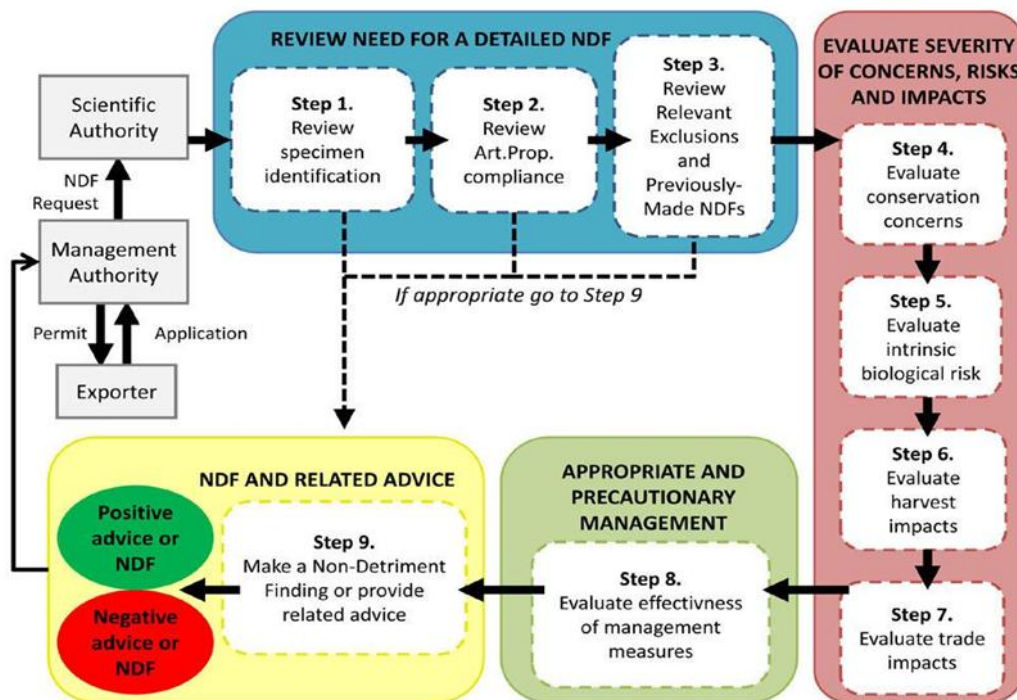 REVIEW NEED FOR A DETAILED NDF
Step 1.
Review
specimen
identification
Step 2.
Review
Art.Prop.
compliance
Step 3.
Review
Relevant
Exclusions
and
Previously-
Made NDFs
EVALUATE SEVERITY
OF CONCERNS, RISKS
AND IMPACTS
Step 4.
Evaluate
conservation
concerns
Step 5.
Evaluate
intrinsic
biological risk
Step 6.
Evaluate
harvest
impacts
Step 7.
Evaluate trade
impacts
Scientific
Authority
NDF
Request
Management
Authority
Permit
Application
Exporter
If appropriate go to Step 9
APPROPRIATE AND
PRECAUTIONARY
MANAGEMENT
Step 8.
Evaluate effectivness
of management
measures
NDF AND RELATED ADVICE
Step 9.
Make a Non-Detriment
Finding or provide
related advice
Positive
advice or
NDF
Negative
advice or
NDF